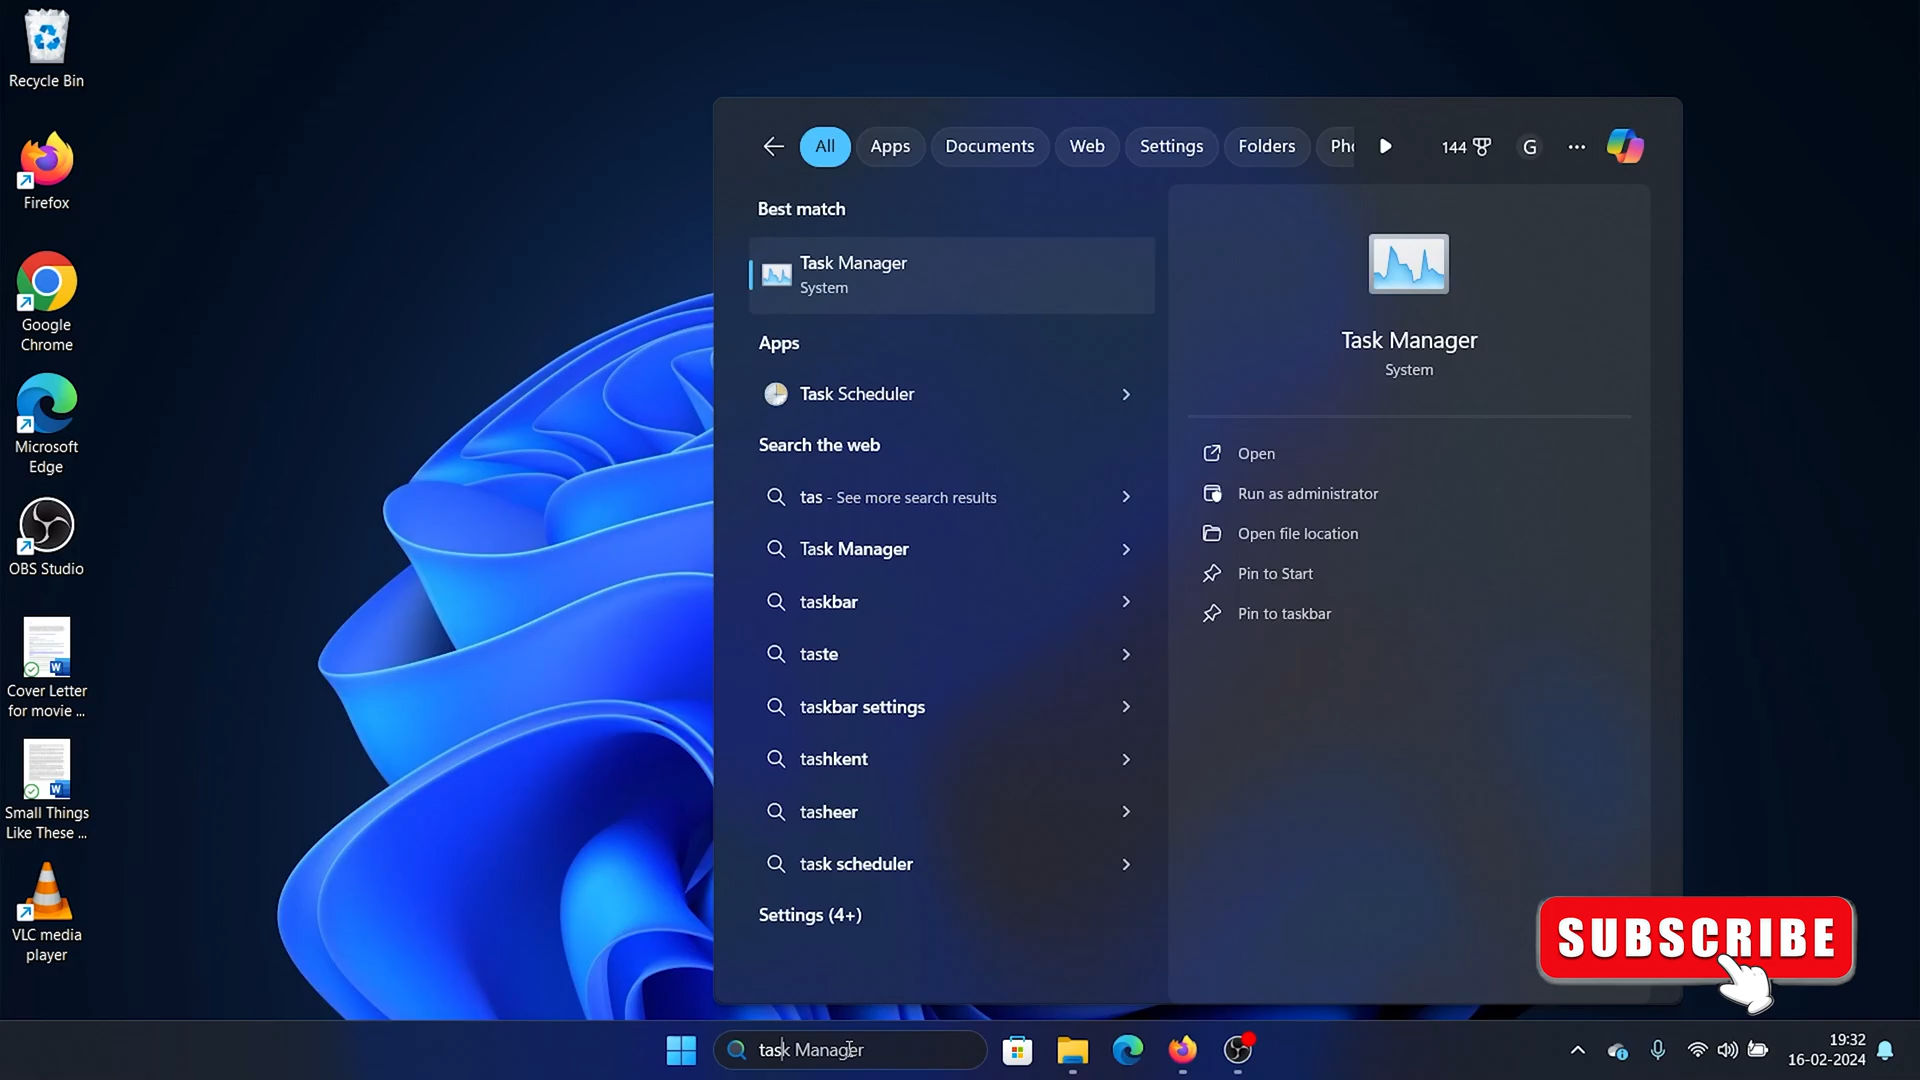 Recycle Bin
Firefox
Google
Chrome
Microsoft
Edge
OBS Studio
Cover Letter
for movie ...
Small Things
Like These ...
VLC media
player
All
Apps
Documents
Web
Settings
Folders
Pho
144
G
Best match
Task Manager
System
Apps
Task Scheduler
Search the web
tas - See more search results
Task Manager
taskbar
taste
taskbar settings
tashkent
tasheer
task scheduler
Settings (4+)
Task Manager
System
Open
Run as administrator
Open file location
Pin to Start
Pin to taskbar
SUBSCRIBE
task Manager
19:32
16-02-2024